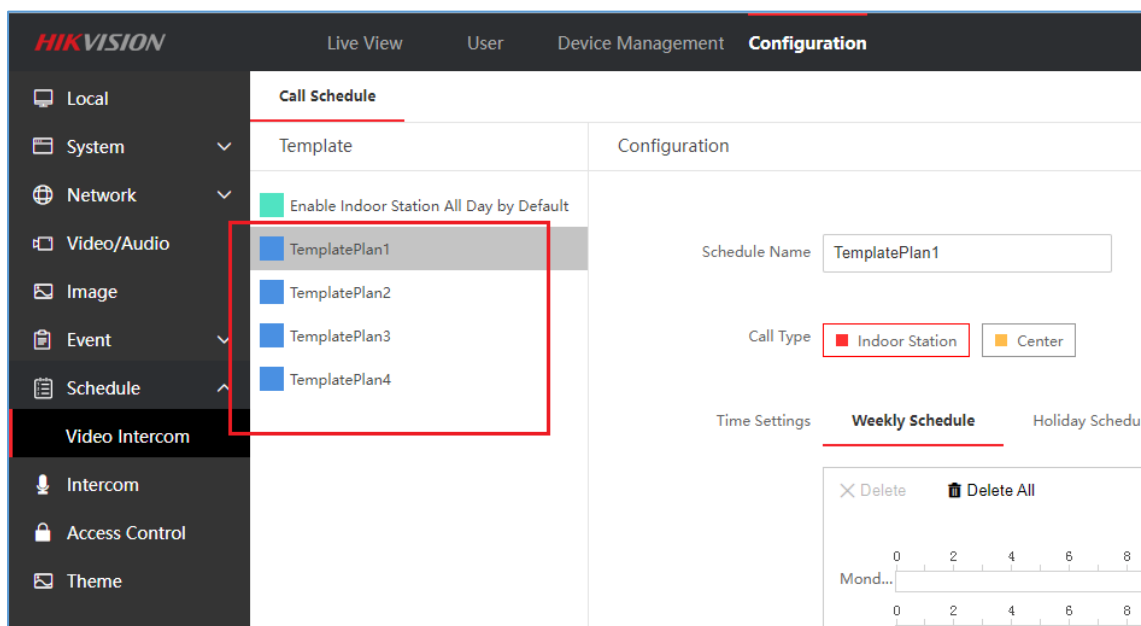 HIKVISION Live View User Device Management Configuration
Local
System
Network
Video/Audio
Image
Event
Schedule
Video Intercom
Intercom
Access Control
Theme
Call Schedule
Template
Enable Indoor Station All Day by Default
TemplatePlan1
TemplatePlan2
TemplatePlan3
TemplatePlan4
Configuration
Schedule Name TemplatePlan1
Call Type Indoor Station Center
Time Settings Weekly Schedule Holiday Schedu
Delete Delete All
0 2 4 6 8
Mond...
0 2 4 6 8